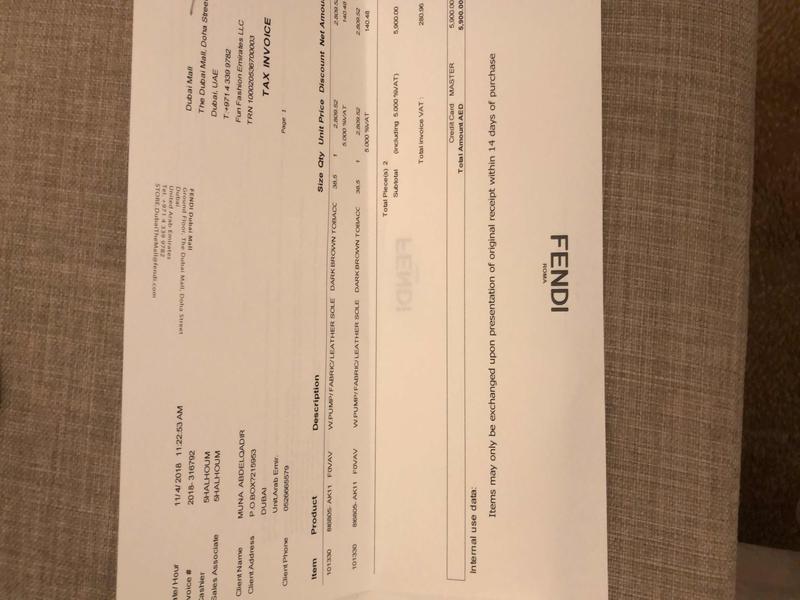 Dubai Mall
The Dubai Mall, Doha Stree
Dubai, UAE
T:+971 4 339 9782
Fun Fashion Emirates LLC
TRN 100020536700003
TAX INVOICE
Page 1
FENDI Dubai Mall
Ground Floor, The Dubai Mall, Doha Street
Dubai
United Arab Emirates
Tel +971 4 339 9782
STORE.DubaiTheMall@fendi.com
te/ Hour 11/ 4/ 2018 11:22:53 AM
voice # 2018- 316792
ashier SHALHOUM
ales Associate SHALHOUM
Client Name MUNA ABDELQADIR
Client Address P.O BOX7215953
DUBAI
Unit.Arab Emir.
Client Phone 0526665579
Item Product Description Size Qty Unit Price Discount Net Amou
101330 8I6805- AK11 F0VAV W.PUMP/ FABRIC/ LEATHER SOLE DARK BROWN TOBACC 38,5 1 2,809.52 2,809.52
5.000 %VAT 140.48
101330 8I6805- AK11 F0VAV W.PUMP/ FABRIC/ LEATHER SOLE DARK BROWN TOBACC 38,5 1 2,809.52 2,809.52
5.000 %VAT 140.48
Total Piece(s) 2
Subtotal (Including 5.000 %VAT) 5,900.00
Total Invoice VAT : 280.96
Credit Card MASTER 5,900.00
Total Amount AED 5,900.00
Internal use data:
Items may only be exchanged upon presentation of original receipt within 14 days of purchase
FENDI
ROMA